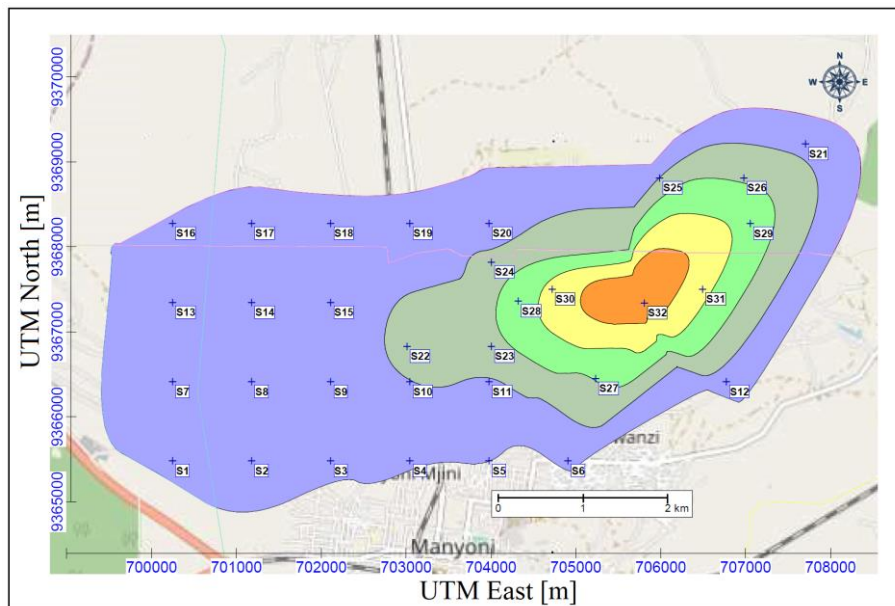 N
W E
S
9370000
9369000
9368000
9367000
9366000
9365000
UTM North [m]
S21
S25 S26
S16 S17 S18 S19 S20 S29
S24
S30 S31
S13 S14 S15 S28 S32
S22 S23
S7 S8 S9 S10 S11 S27 S12
S1 S2 S3 S4 S5 S6
wanzi
yoni Mjini
0 1 2 km
Manyoni
700000 701000 702000 703000 704000 705000 706000 707000 708000
UTM East [m]